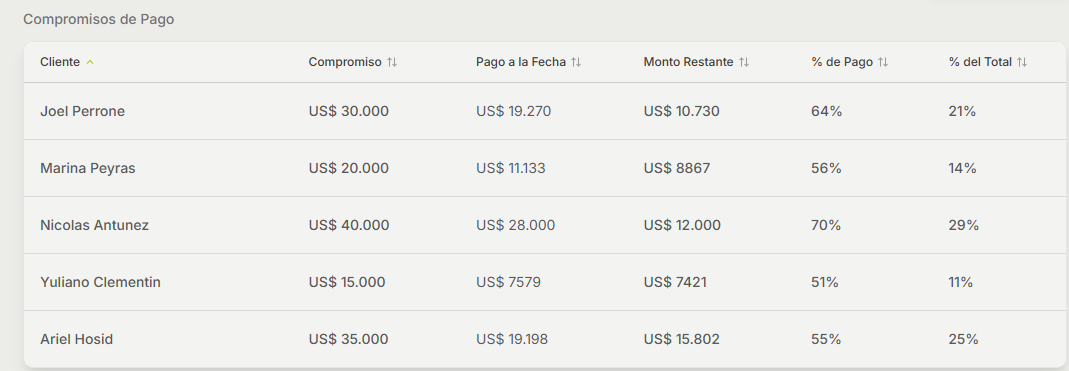 Compromisos de Pago
Cliente Compromiso Pago a la Fecha Monto Restante % de Pago % del Total
Joel Perrone US$ 30.000 US$ 19.270 US$ 10.730 64% 21%
Marina Peyras US$ 20.000 US$ 11.133 US$ 8867 56% 14%
Nicolas Antunez US$ 40.000 US$ 28.000 US$ 12.000 70% 29%
Yuliano Clementin US$ 15.000 US$ 7579 US$ 7421 51% 11%
Ariel Hosid US$ 35.000 US$ 19.198 US$ 15.802 55% 25%